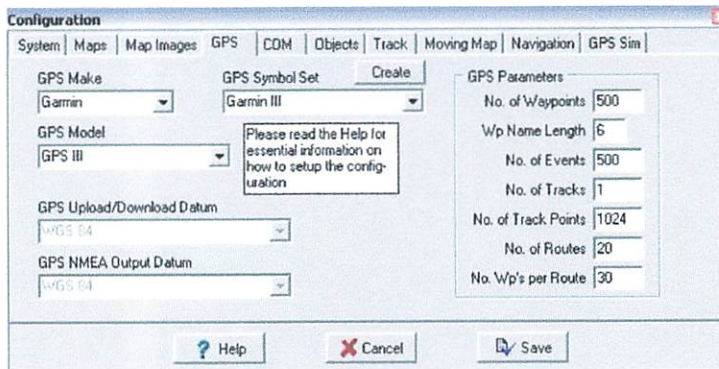 Configuration
System Maps Map Images GPS COM Objects Track Moving Map Navigation GPS Sim
GPS Make
Garmin
GPS Symbol Set
Create
Garmin III
GPS Model
GPS III
Please read the Help for
essential information on
how to setup the config-
uration
GPS Upload/Download Datum
WGS 84
GPS NMEA Output Datum
WGS 84
GPS Parameters
No. of Waypoints 500
Wp Name Length 6
No. of Events 500
No. of Tracks 1
No. of Track Points 1024
No. of Routes 20
No. Wp's per Route 30
? Help
Cancel
Save